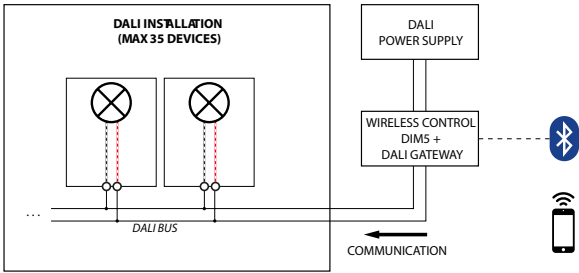 DALI INSTALLATION
(MAX 35 DEVICES)
DALI
POWER SUPPLY
WIRELESS CONTROL
DIM5 +
DALI GATEWAY
...
DALI BUS
COMMUNICATION